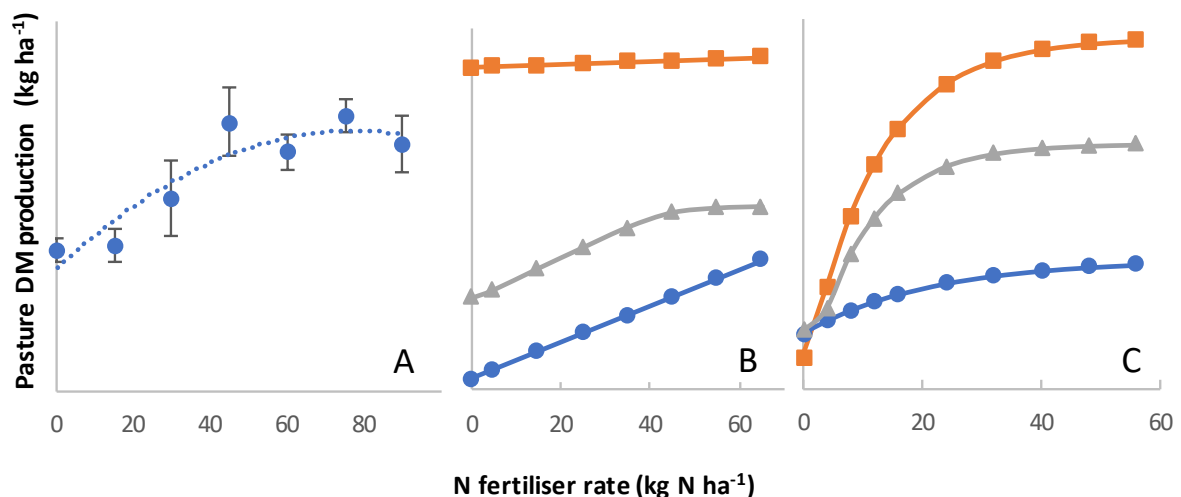 Pasture DM production (kg ha⁻¹)
A
B
C
0 20 40 60 80
0 20 40 60
0 20 40 60
N fertiliser rate (kg N ha⁻¹)